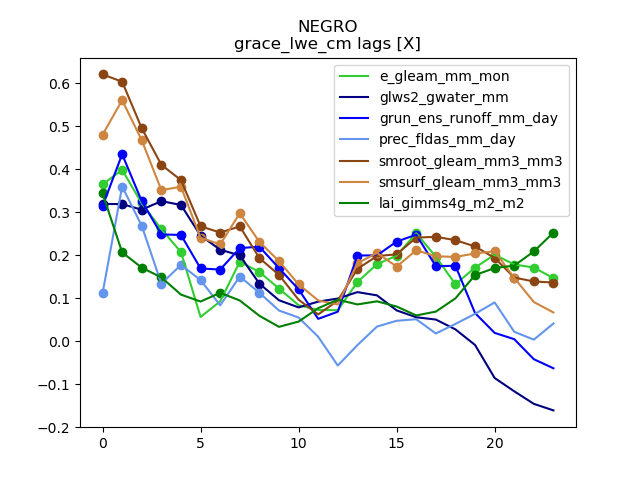 NEGRO
grace_lwe_cm lags [X]
e_gleam_mm_mon
glws2_gwater_mm
grun_ens_runoff_mm_day
prec_fldas_mm_day
smroot_gleam_mm3_mm3
smsurf_gleam_mm3_mm3
lai_gimms4g_m2_m2
0.6
0.5
0.4
0.3
0.2
0.1
0.0
−0.1
−0.2
0 5 10 15 20